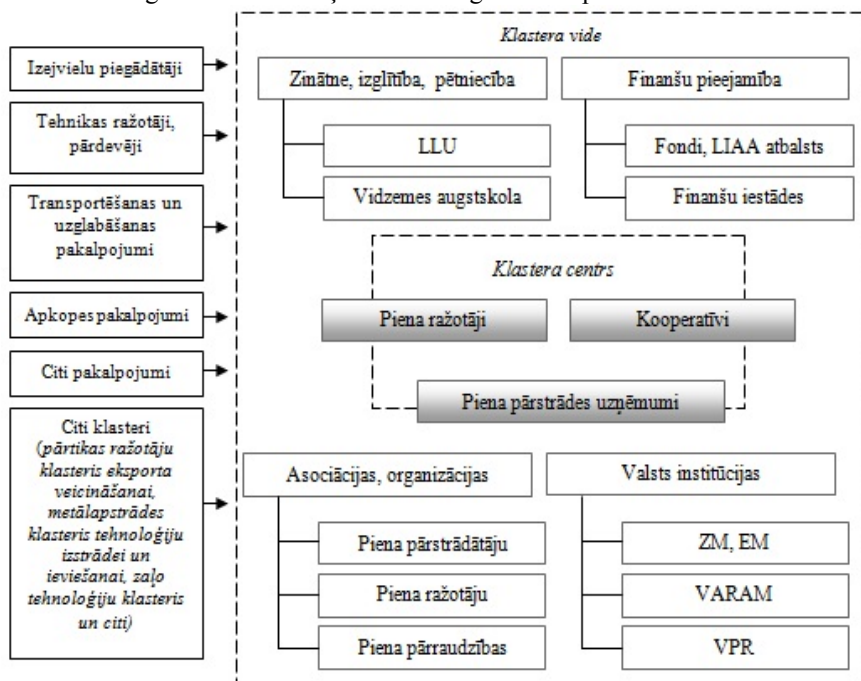 Izejvielu piegādātāji
Tehnikas ražotāji,
pārdevēji
Transportēšanas un
uzglabāšanas
pakalpojumi
Apkopes pakalpojumi
Citi pakalpojumi
Citi klasteri
(pārtikas ražotāju
klasteris eksporta
veicināšanai,
metālapstrādes
klasteris tehnoloģiju
izstrādei un
ieviešanai, zaļo
tehnoloģiju klasteris
un citi)
Klastera vide
Zinātne, izglītība, pētniecība
LLU
Vidzemes augstskola
Finanšu pieejamība
Fondi, LIAA atbalsts
Finanšu iestādes
Klastera centrs
Piena ražotāji
Kooperatīvi
Piena pārstrādes uzņēmumi
Asociācijas, organizācijas
Piena pārstrādātāju
Piena ražotāju
Piena pārraudzības
Valsts institūcijas
ZM, EM
VARAM
VPR